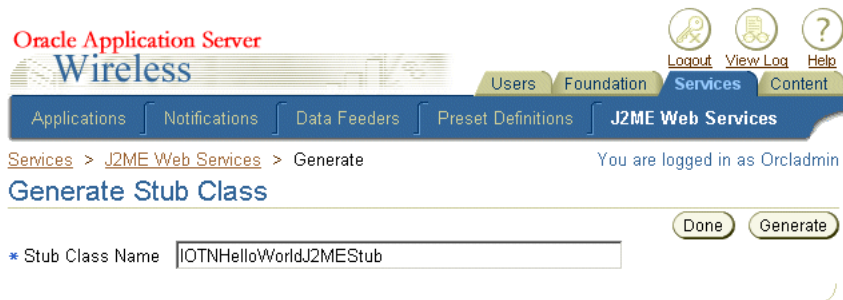 Oracle Application Server
Wireless
Logout View Log Help
Users Foundation Services Content
Applications Notifications Data Feeders Preset Definitions J2ME Web Services
Services > J2ME Web Services > Generate You are logged in as Orcladmin
Generate Stub Class
Done Generate
* Stub Class Name IOTNHelloWorldJ2MEStub